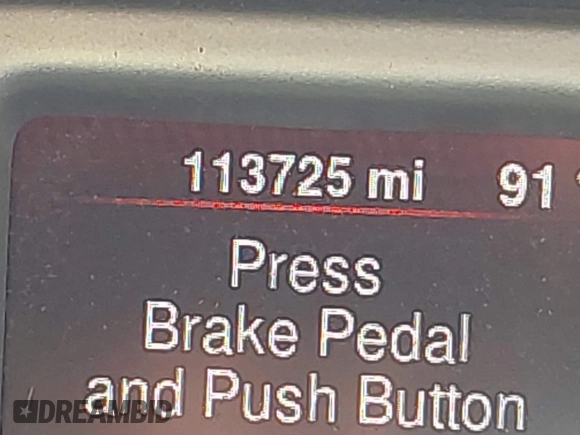 113725 mi 91
Press
Brake Pedal
and Push Button
DREAMBID